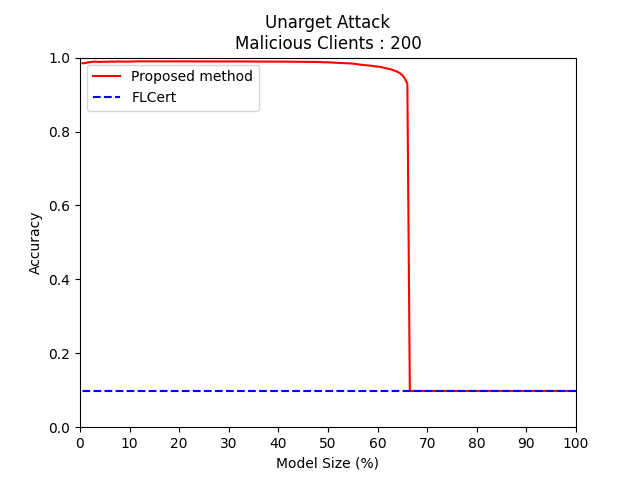 Unarget Attack
Malicious Clients : 200
1.0
Proposed method
FLCert
0.8
0.6
0.4
0.2
0.0
Accuracy
0 10 20 30 40 50 60 70 80 90 100
Model Size (%)